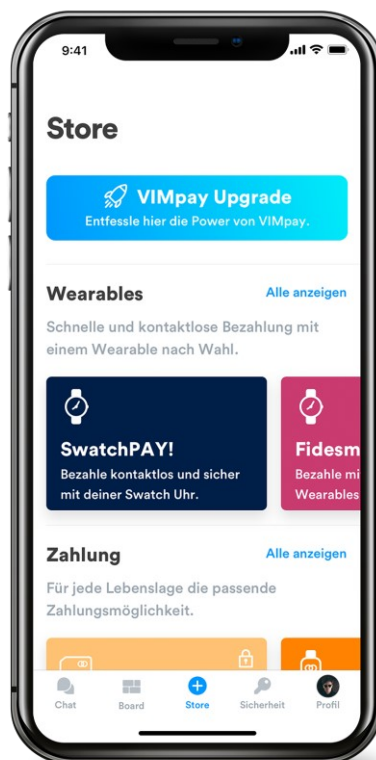 9:41
Store
VIMpay Upgrade
Entfessle hier die Power von VIMpay.
Wearables
Alle anzeigen
Schnelle und kontaktlose Bezahlung mit
einem Wearable nach Wahl.
SwatchPAY!
Bezahle kontaktlos und sicher
mit deiner Swatch Uhr.
Fidesm
Bezahle mi
Wearables
Zahlung
Alle anzeigen
Für jede Lebenslage die passende
Zahlungsmöglichkeit.
Chat
Board
Store
Sicherheit
Profil